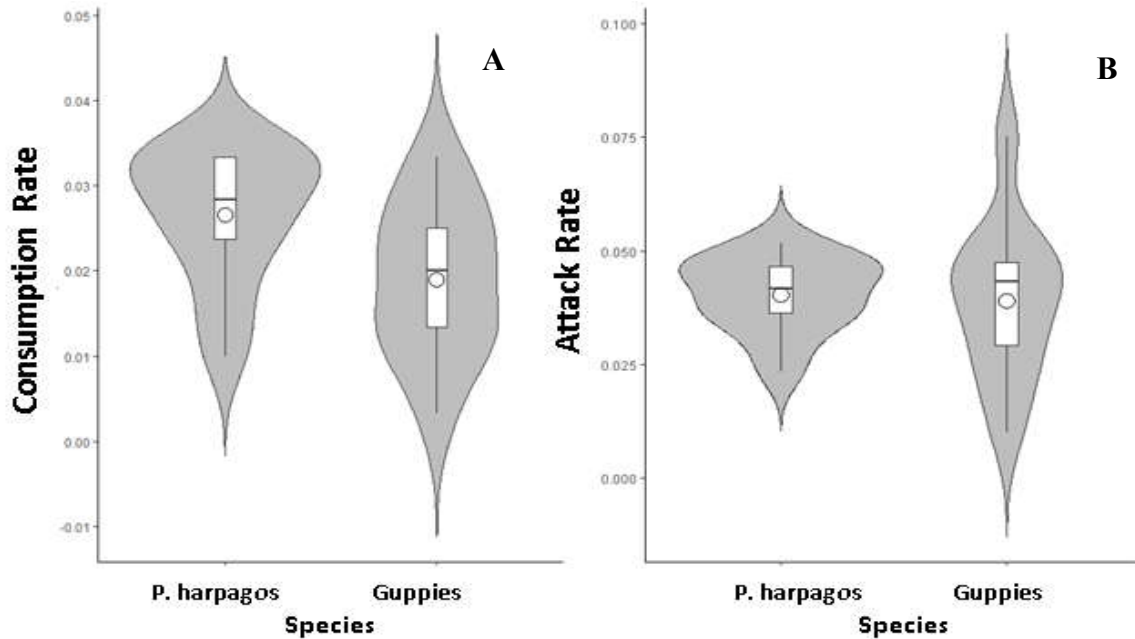 A
Consumption Rate
0.05
0.04
0.03
0.02
0.01
0.00
-0.01
P. harpagos Guppies
Species
B
Attack Rate
0.100
0.075
0.050
0.025
0.000
P. harpagos Guppies
Species